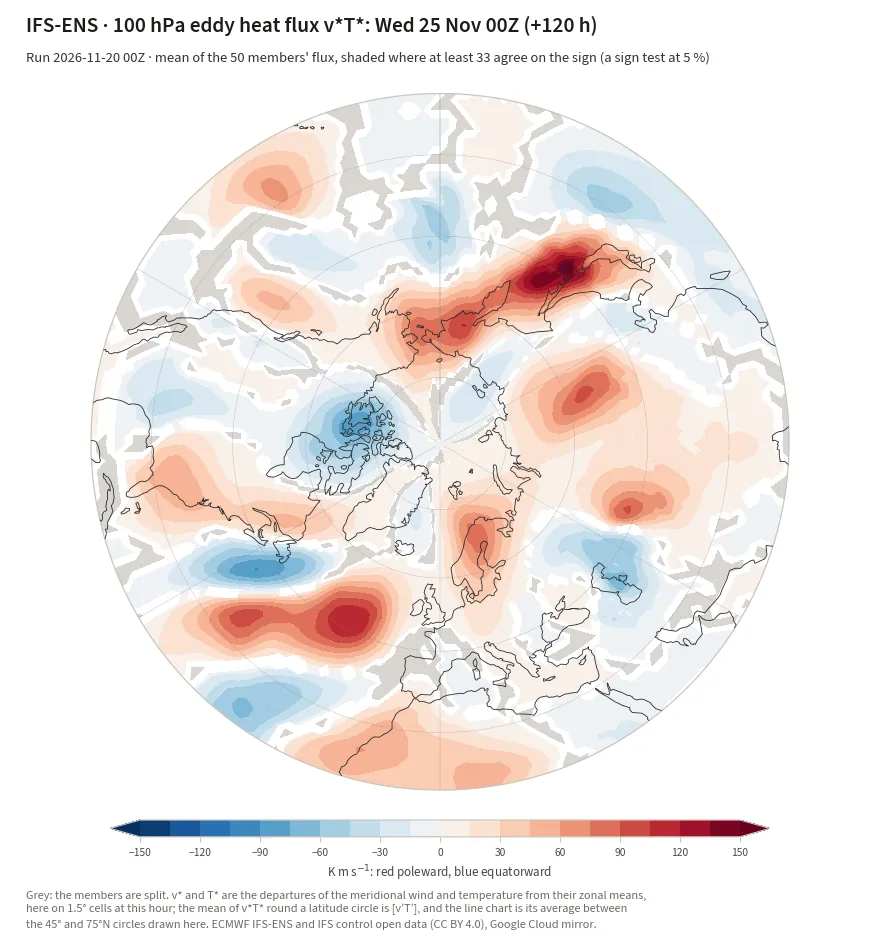 IFS-ENS · 100 hPa eddy heat flux v*T*: Wed 25 Nov 00Z (+120 h)
Run 2026-11-20 00Z · mean of the 50 members' flux, shaded where at least 33 agree on the sign (a sign test at 5 %)
−150 −120 −90 −60 −30 0 30 60 90 120 150
K m s⁻¹: red poleward, blue equatorward
Grey: the members are split. v* and T* are the departures of the meridional wind and temperature from their zonal means,
here on 1.5° cells at this hour; the mean of v*T* round a latitude circle is [v′T′], and the line chart is its average between
the 45° and 75°N circles drawn here. ECMWF IFS-ENS and IFS control open data (CC BY 4.0), Google Cloud mirror.